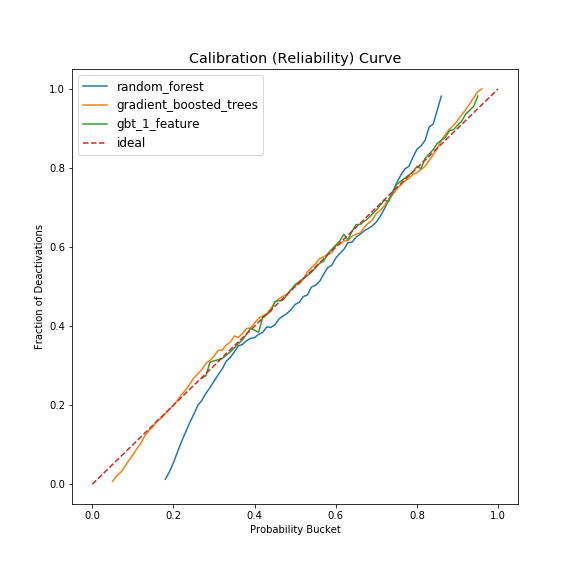 Calibration (Reliability) Curve
random_forest
gradient_boosted_trees
gbt_1_feature
ideal
Fraction of Deactivations
1.0
0.8
0.6
0.4
0.2
0.0
0.0 0.2 0.4 0.6 0.8 1.0
Probability Bucket